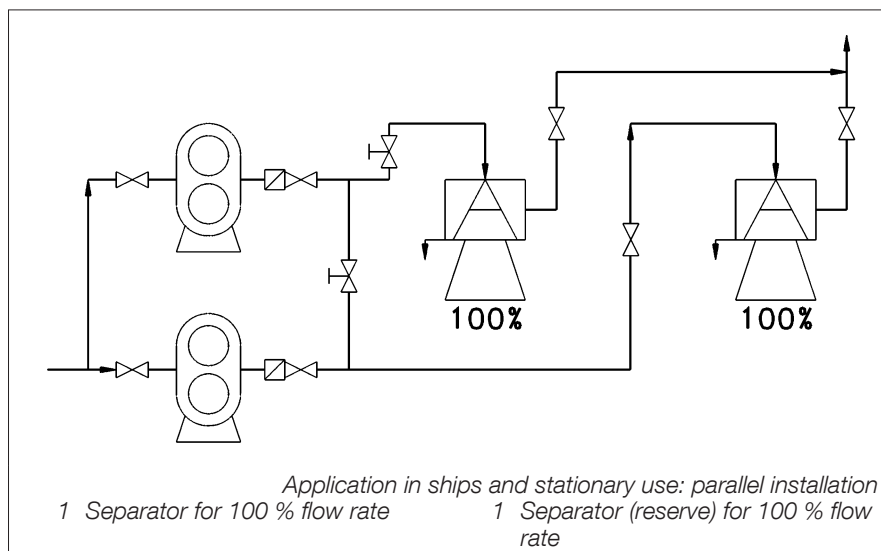 100%
100%
Application in ships and stationary use: parallel installation
1 Separator for 100 % flow rate
1 Separator (reserve) for 100 % flow
rate